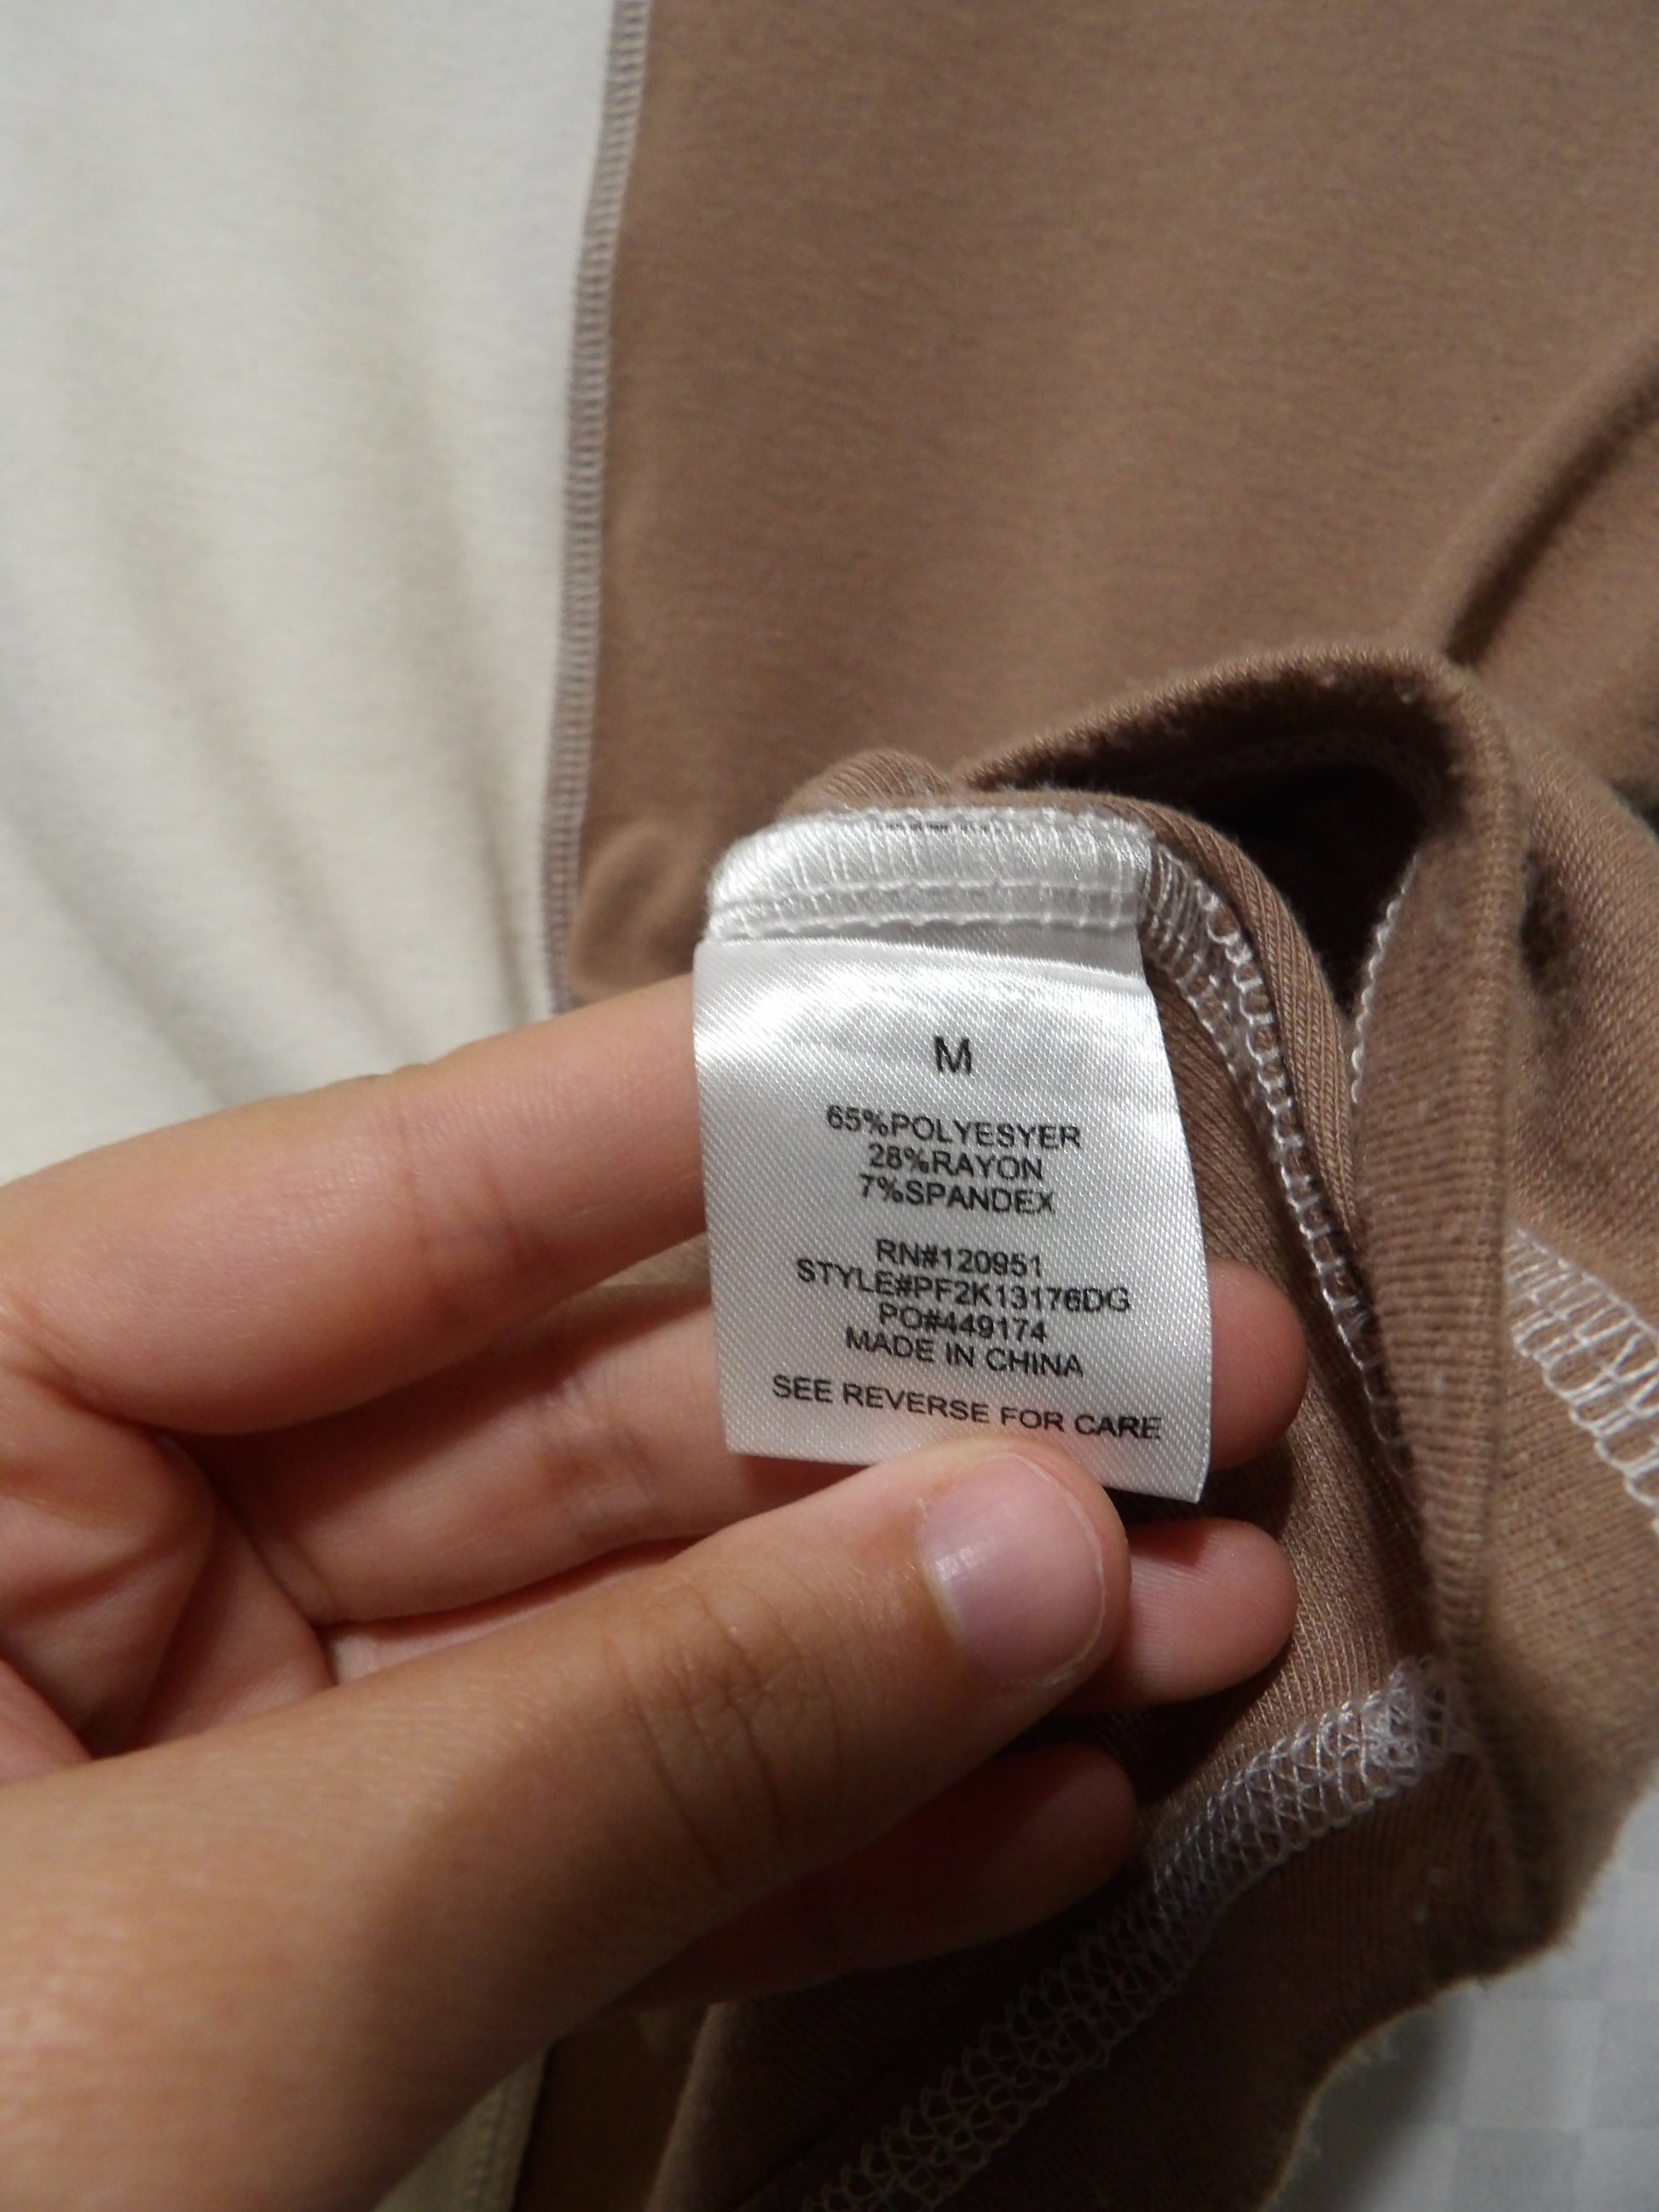 M
65%POLYESYER
28%RAYON
7%SPANDEX
RN#120951
STYLE#PF2K13176DG
PO#449174
MADE IN CHINA
SEE REVERSE FOR CARE